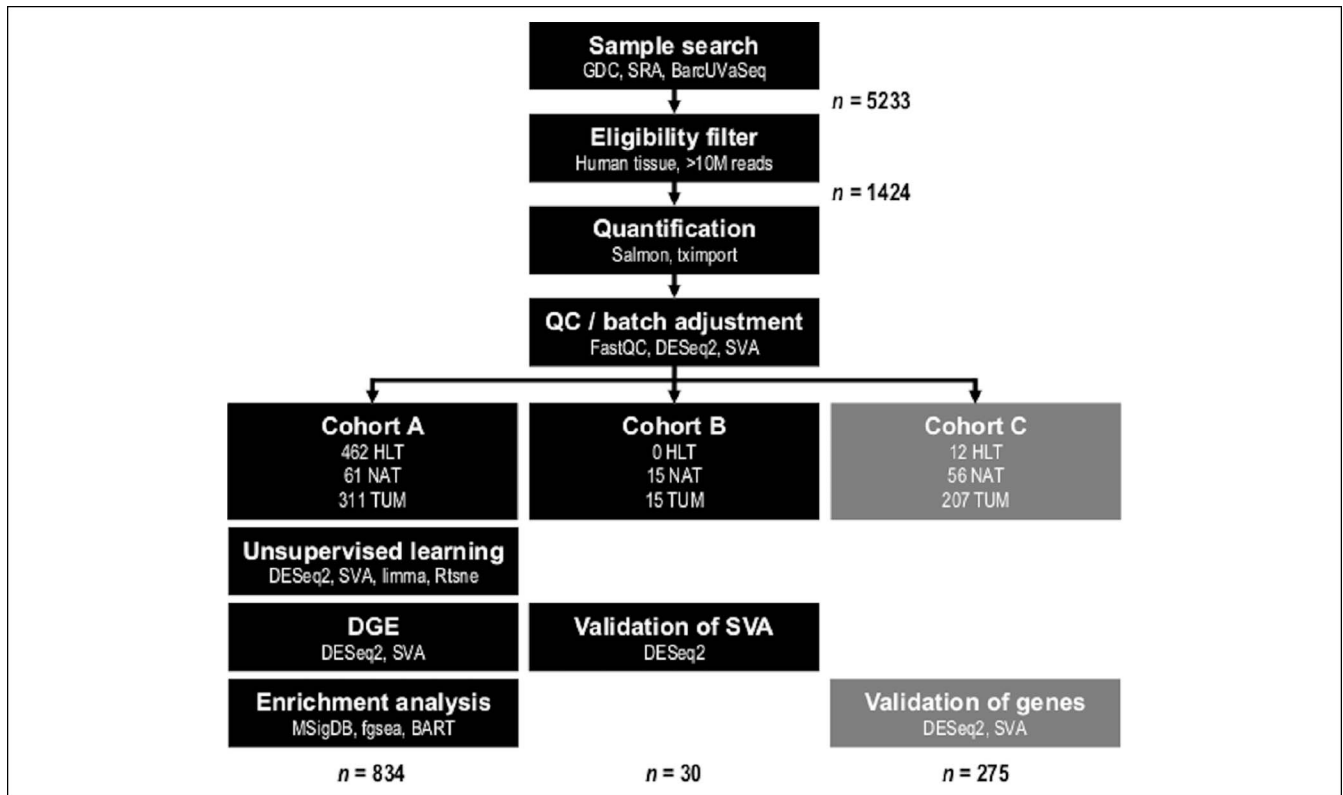 Sample search
GDC, SRA, BarcUVaSeq
n = 5233
Eligibility filter
Human tissue, >10M reads
n = 1424
Quantification
Salmon, tximport
QC / batch adjustment
FastQC, DESeq2, SVA
Cohort A
462 HLT
61 NAT
311 TUM
Cohort B
0 HLT
15 NAT
15 TUM
Cohort C
12 HLT
56 NAT
207 TUM
Unsupervised learning
DESeq2, SVA, limma, Rtsne
DGE
DESeq2, SVA
Validation of SVA
DESeq2
Enrichment analysis
MSigDB, fgsea, BART
Validation of genes
DESeq2, SVA
n = 834
n = 30
n = 275